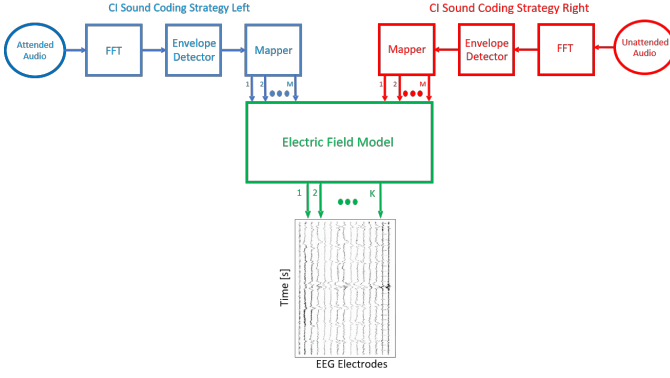 CI Sound Coding Strategy Left
CI Sound Coding Strategy Right
Attended
Audio
FFT
Envelope
Detector
Mapper
Mapper
Envelope
Detector
FFT
Unattended
Audio
1 2 M
1 2 M
Electric Field Model
1 2 K
Time [s]
EEG Electrodes